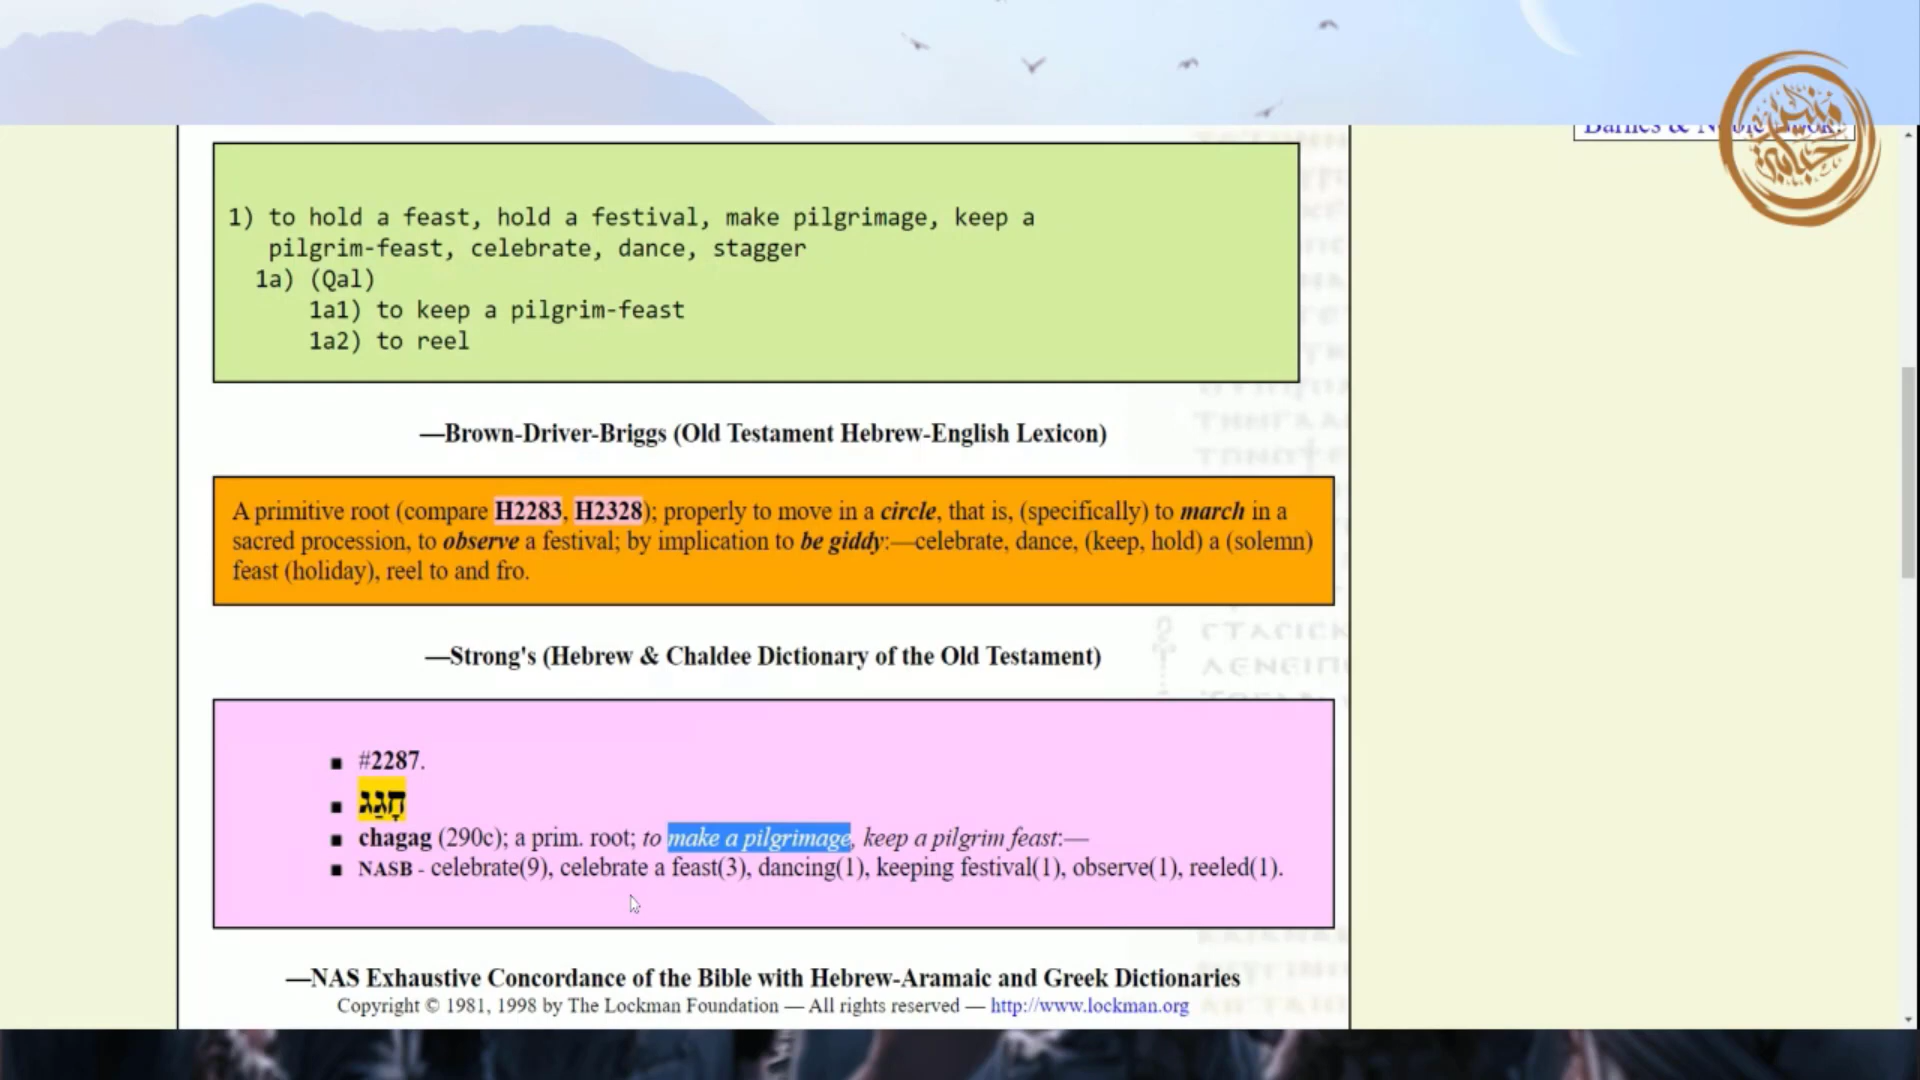 1) to hold a feast, hold a festival, make pilgrimage, keep a
pilgrim-feast, celebrate, dance, stagger
1a) (Qal)
1a1) to keep a pilgrim-feast
1a2) to reel
—Brown-Driver-Briggs (Old Testament Hebrew-English Lexicon)
A primitive root (compare H2283, H2328); properly to move in a circle, that is, (specifically) to march in a
sacred procession, to observe a festival; by implication to be giddy:—celebrate, dance, (keep, hold) a (solemn)
feast (holiday), reel to and fro.
—Strong's (Hebrew & Chaldee Dictionary of the Old Testament)
#2287.
חָגַג
chagag (290c); a prim. root; to make a pilgrimage, keep a pilgrim feast:—
NASB - celebrate(9), celebrate a feast(3), dancing(1), keeping festival(1), observe(1), reeled(1).
—NAS Exhaustive Concordance of the Bible with Hebrew-Aramaic and Greek Dictionaries
Copyright © 1981, 1998 by The Lockman Foundation — All rights reserved — http://www.lockman.org